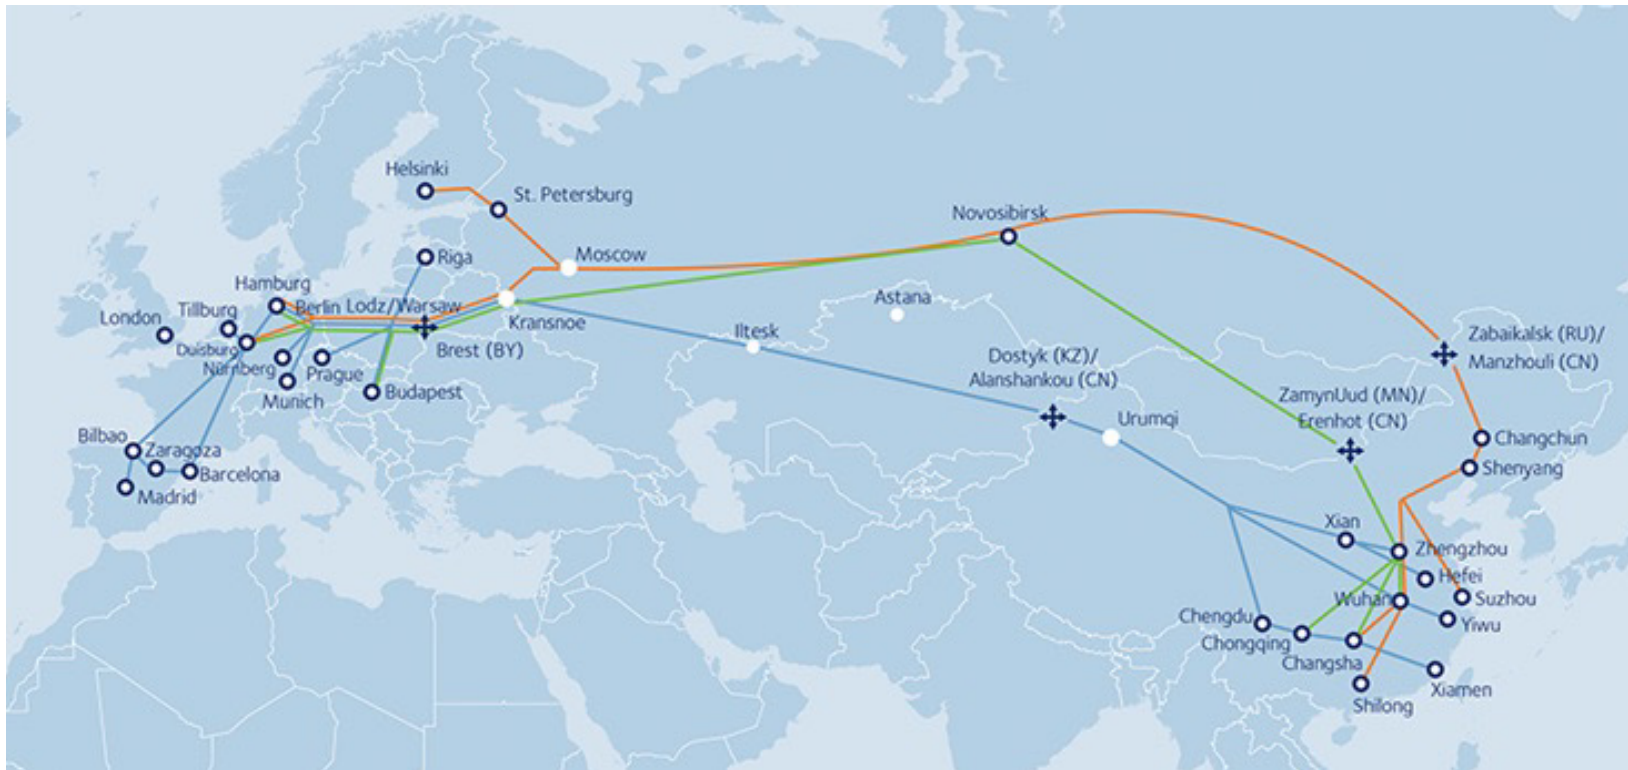 Helsinki
St. Petersburg
Novosibirsk
Moscow
Riga
Hamburg
Tillburg
Berlin
Lodz/Warsaw
London
Duisburg
Kransnoe
Astana
Iltesk
Brest (BY)
Nürnberg
Prague
Munich
Budapest
Zabaikalsk (RU)/
Manzhouli (CN)
Dostyk (KZ)/
Alanshankou (CN)
ZamynUud (MN)/
Erenhot (CN)
Urumqi
Changchun
Shenyang
Bilbao
Zaragoza
Barcelona
Madrid
Xian
Zhengzhou
Hefei
Wuhan
Suzhou
Yiwu
Chengdu
Chongqing
Changsha
Xiamen
Shilong